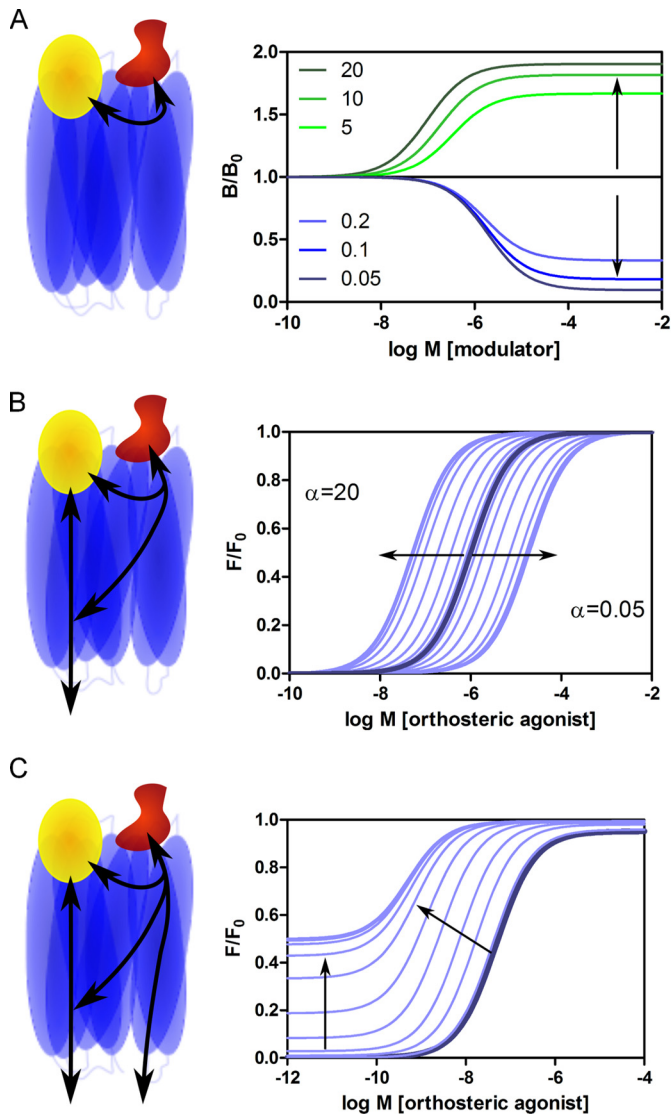 A
2.0
20
10
5
1.5
1.0
0.2
0.1
0.05
0.5
0.0
B/B0
-10 -8 -6 -4 -2
log M [modulator]
B
1.0
α=20
0.8
0.6
0.4
α=0.05
0.2
0.0
F/F0
-10 -8 -6 -4 -2
log M [orthosteric agonist]
C
1.0
0.8
0.6
0.4
0.2
0.0
F/F0
-12 -10 -8 -6 -4
log M [orthosteric agonist]